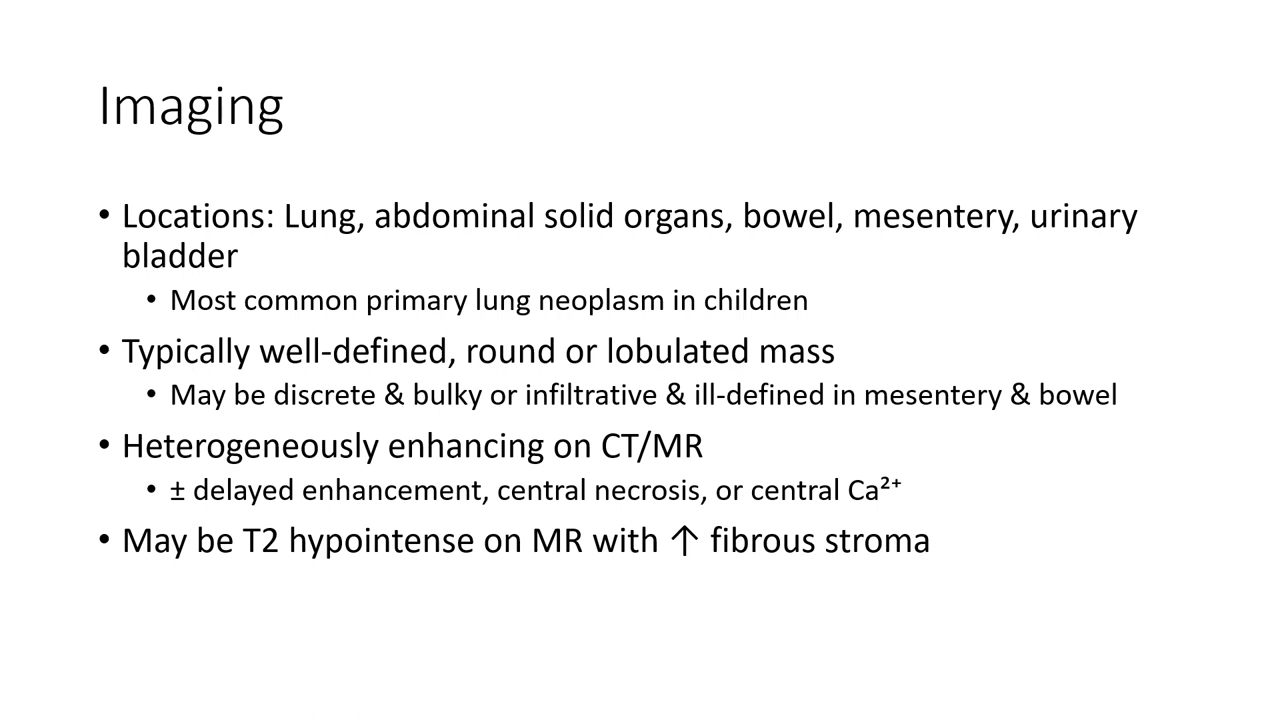 Imaging
• Locations: Lung, abdominal solid organs, bowel, mesentery, urinary
bladder
• Most common primary lung neoplasm in children
• Typically well-defined, round or lobulated mass
• May be discrete & bulky or infiltrative & ill-defined in mesentery & bowel
• Heterogeneously enhancing on CT/MR
• ± delayed enhancement, central necrosis, or central Ca²⁺
• May be T2 hypointense on MR with ↑ fibrous stroma